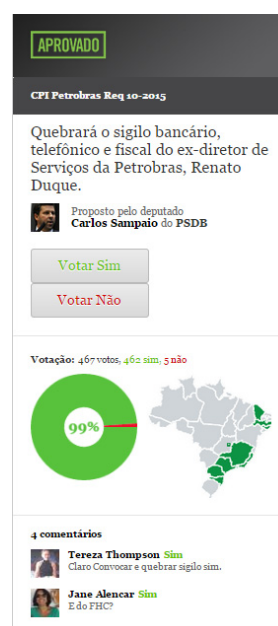 APROVADO
CPI Petrobras Req 10-2015
Quebrará o sigilo bancário,
telefônico e fiscal do ex-diretor de
Serviços da Petrobras, Renato
Duque.
Proposto pelo deputado
Carlos Sampaio do PSDB
Votar Sim
Votar Não
Votação: 467 votos, 462 sim, 5 não
99%
4 comentários
Tereza Thompson Sim
Claro Convocar e quebrar sigilo sim.
Jane Alencar Sim
E do FHC?